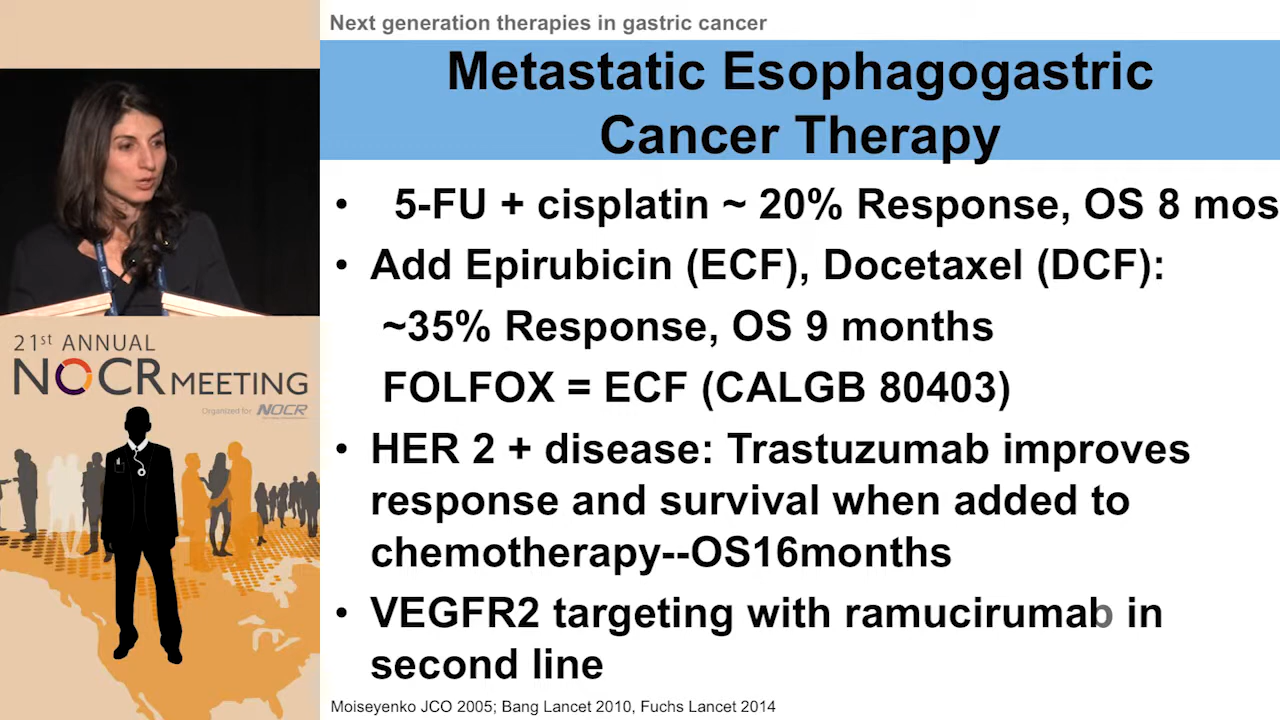 Next generation therapies in gastric cancer
Metastatic Esophagogastric
Cancer Therapy
• 5-FU + cisplatin ~ 20% Response, OS 8 mos
• Add Epirubicin (ECF), Docetaxel (DCF):
~35% Response, OS 9 months
FOLFOX = ECF (CALGB 80403)
• HER 2 + disease: Trastuzumab improves
response and survival when added to
chemotherapy--OS16months
• VEGFR2 targeting with ramucirumab in
second line
Moiseyenko JCO 2005; Bang Lancet 2010, Fuchs Lancet 2014
21st ANNUAL
NOCR MEETING
Organized for NOCR